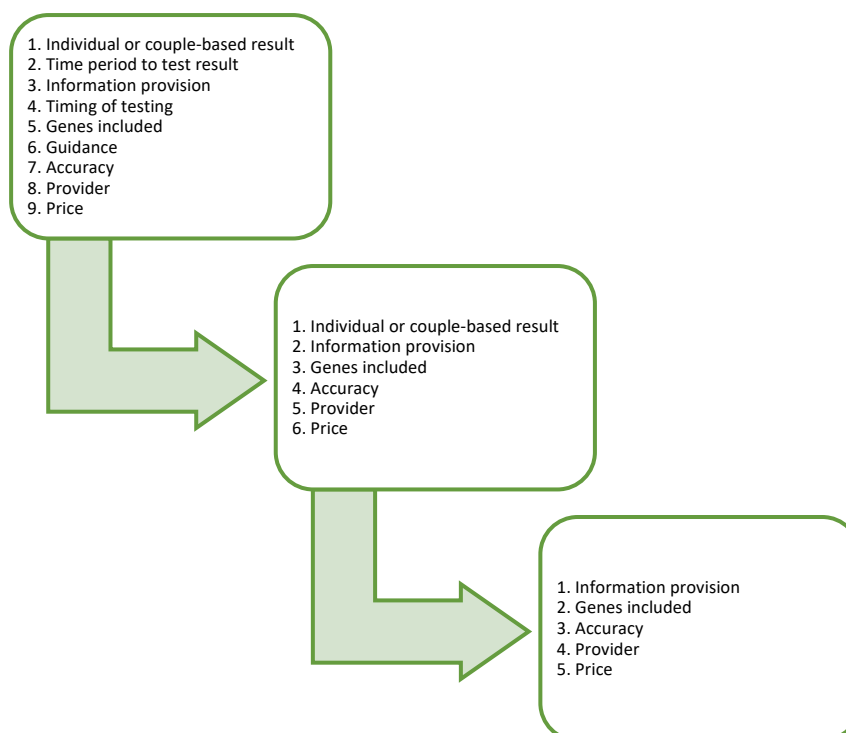 1. Individual or couple-based result
2. Time period to test result
3. Information provision
4. Timing of testing
5. Genes included
6. Guidance
7. Accuracy
8. Provider
9. Price
1. Individual or couple-based result
2. Information provision
3. Genes included
4. Accuracy
5. Provider
6. Price
1. Information provision
2. Genes included
3. Accuracy
4. Provider
5. Price